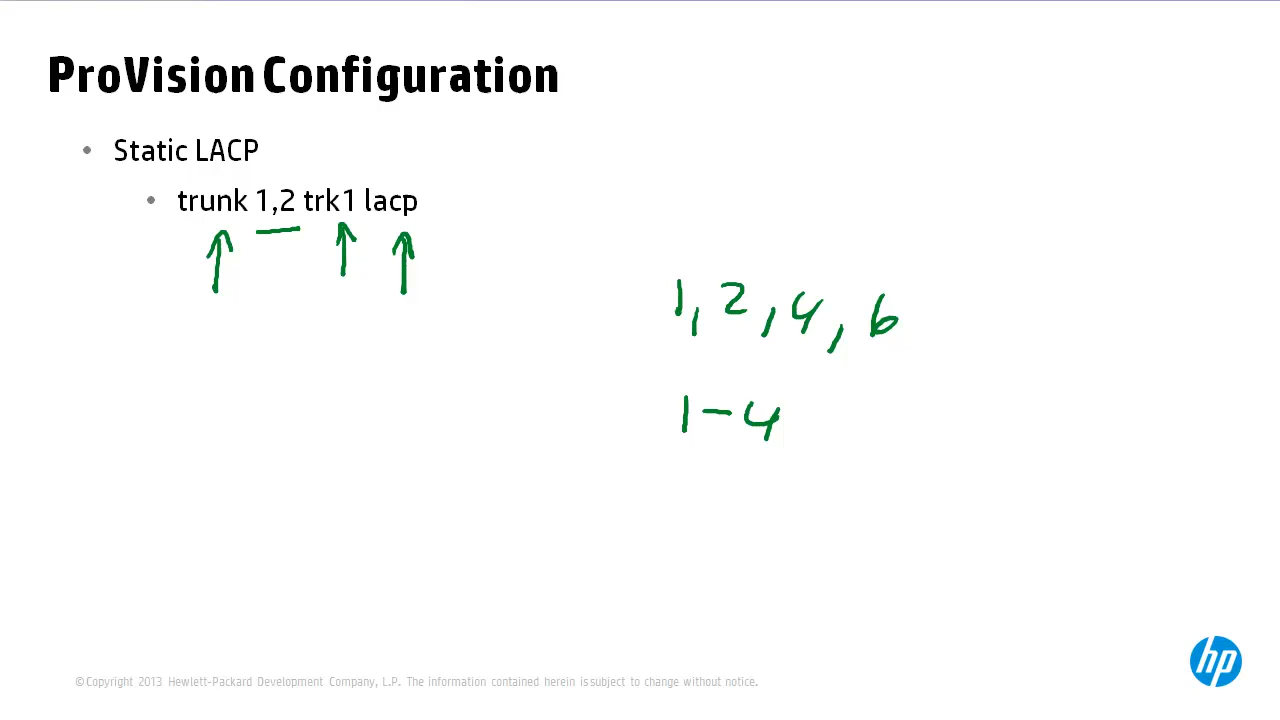 ProVision Configuration
• Static LACP
• trunk 1,2 trk1 lacp
1, 2, 4, 6
1-4
hp
©Copyright 2013 Hewlett-Packard Development Company, L.P. The information contained herein is subject to change without notice.